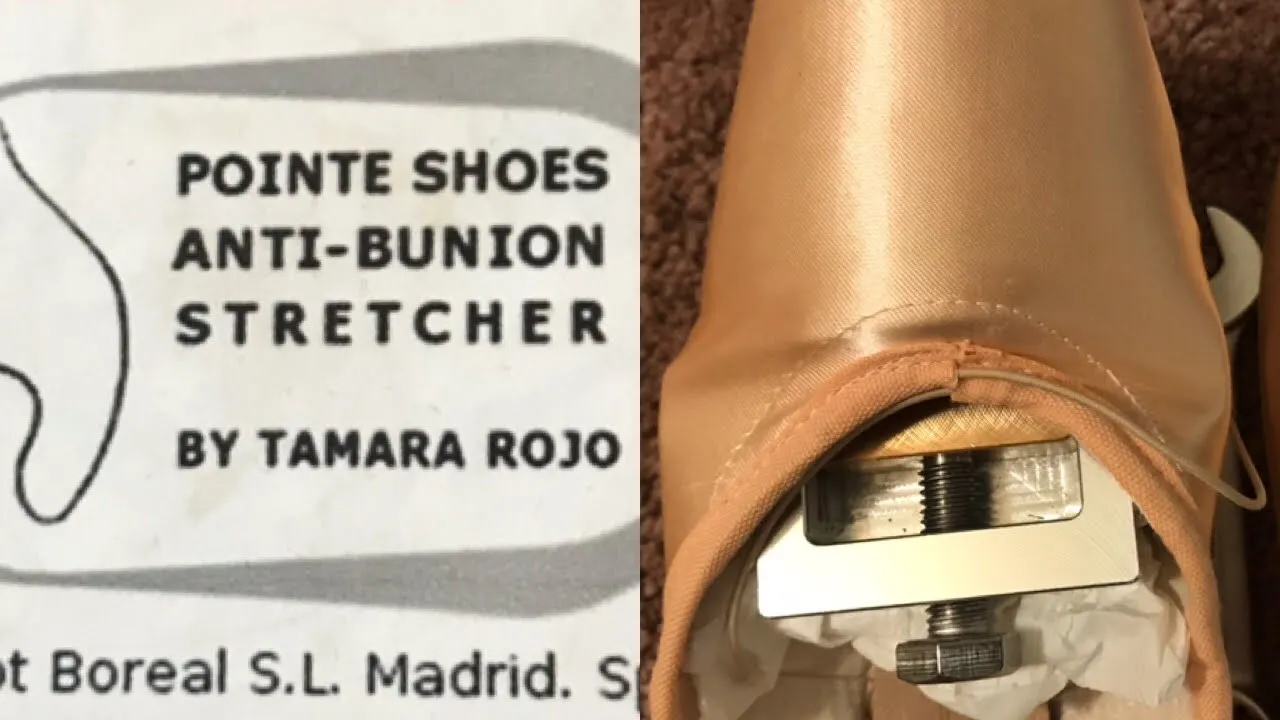 POINTE SHOES
ANTI-BUNION
STRETCHER
BY TAMARA ROJO
Boreal S.L. Madrid.